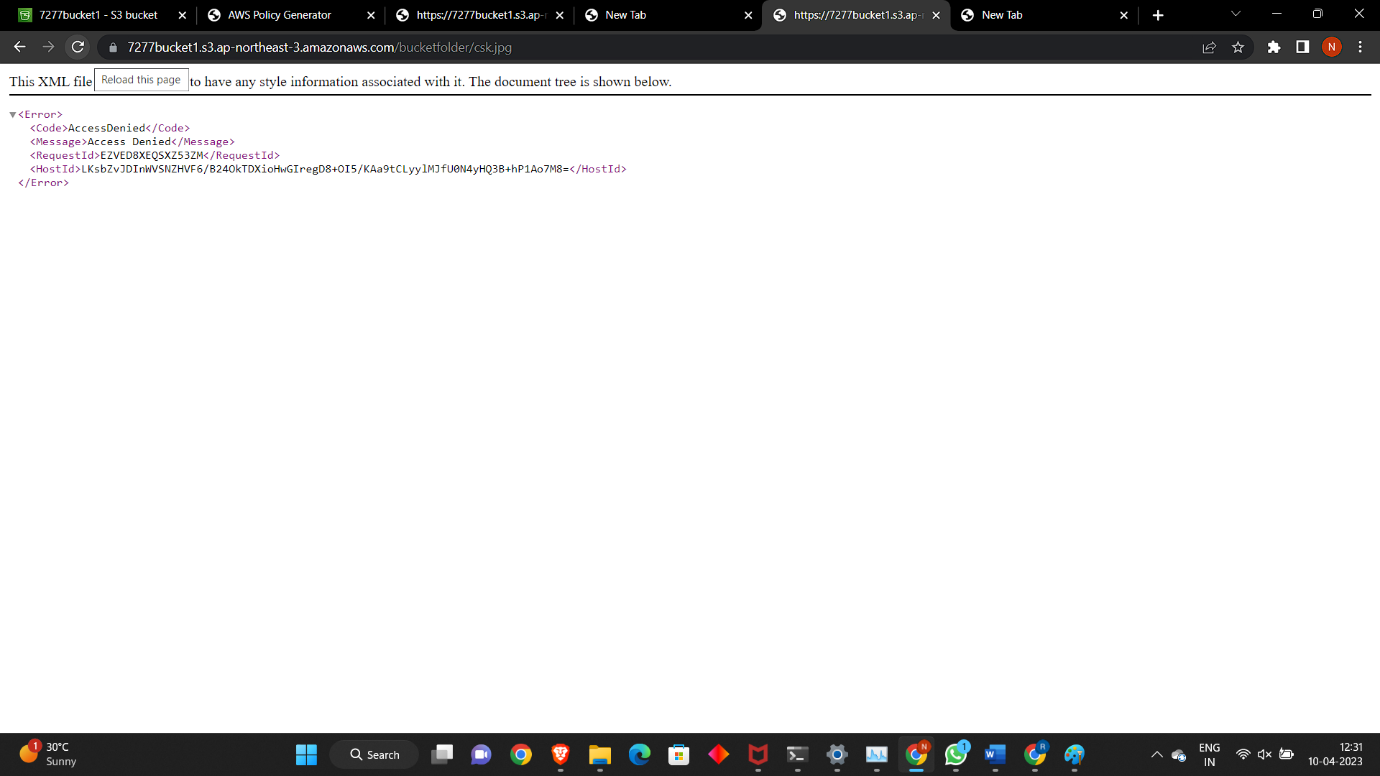 7277bucket1 - S3 bucket
AWS Policy Generator
https://7277bucket1.s3.ap-
New Tab
https://7277bucket1.s3.ap-
New Tab
7277bucket1.s3.ap-northeast-3.amazonaws.com/bucketfolder/csk.jpg
N
This XML file
Reload this page
to have any style information associated with it. The document tree is shown below.
<Error>
<Code>AccessDenied</Code>
<Message>Access Denied</Message>
<RequestId>EZVED8XEQSXZ53ZM</RequestId>
<HostId>LKsbZvJDInWVSNZHVF6/B24OkTDXioHwGIregD8+OI5/KAa9tCLyylMJfU0N4yHQ3B+hP1Ao7M8=</HostId>
</Error>
1
30°C
Sunny
Search
N
1
W
R
ENG
IN
12:31
10-04-2023